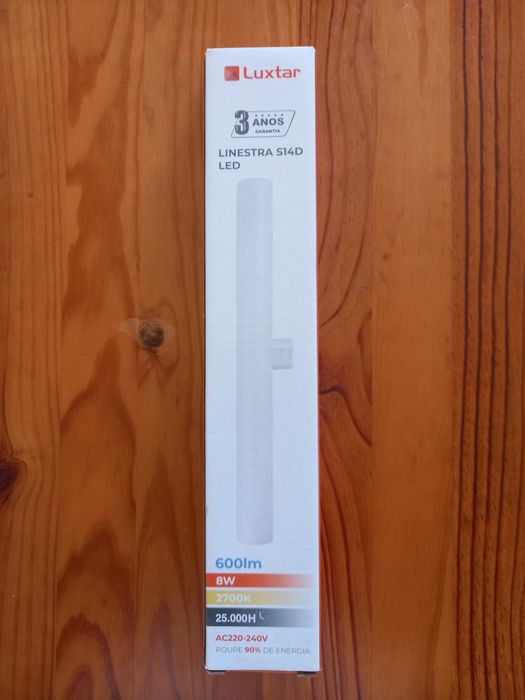 Luxtar
3 ANOS
GARANTIA
LINESTRA S14D
LED
600lm
8W
2700K
25.000H
AC220-240V
POUPE 90% DE ENERGIA